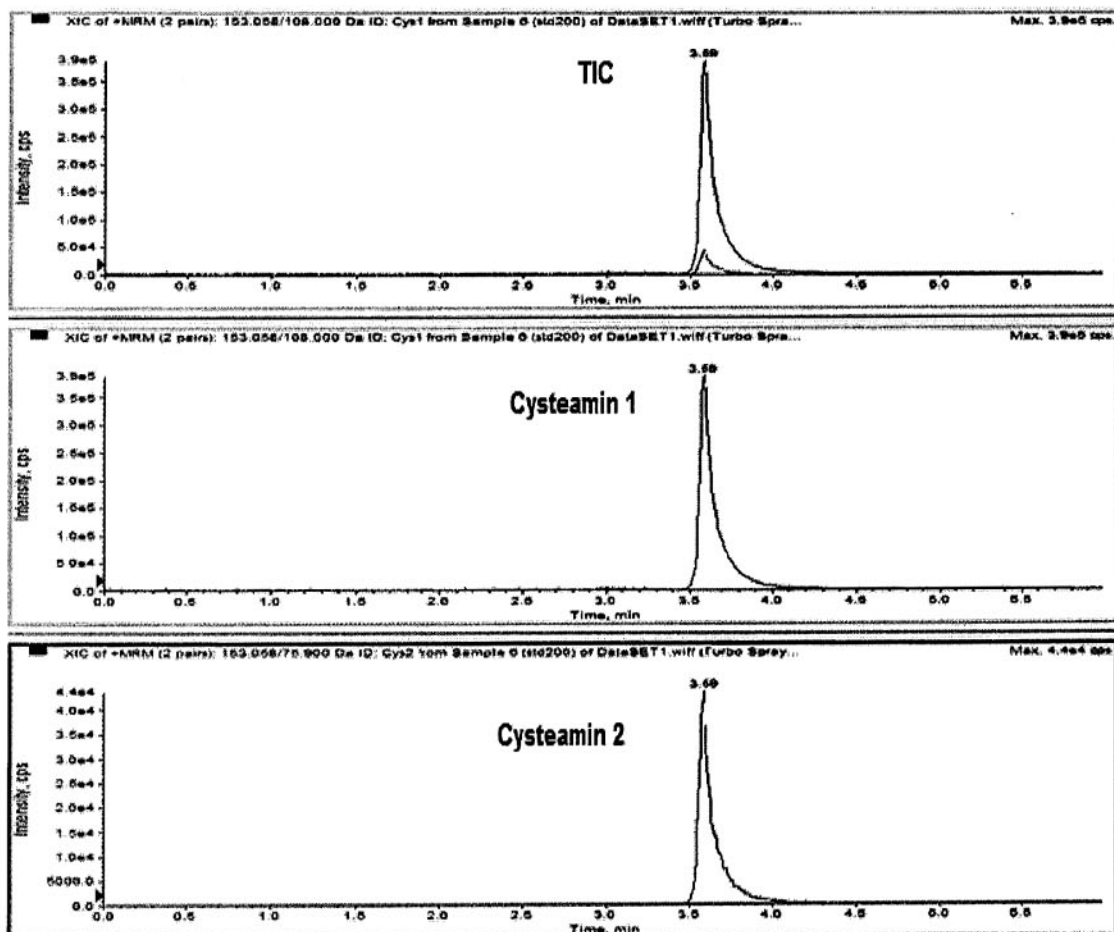 XIC of +MRM (2 pairs): 153.058/108.000 Da ID: Cys1 from Sample 6 (std200) of DataSET1.wiff (Turbo Spra... Max. 3.9e5 cps.
3.59
TIC
3.9e5
3.5e5
3.0e5
2.5e5
2.0e5
1.5e5
1.0e5
5.0e4
0.0
Intensity, cps
0.0 0.5 1.0 1.5 2.0 2.5 3.0 3.5 4.0 4.5 5.0 5.5
Time, min
XIC of +MRM (2 pairs): 153.058/108.000 Da ID: Cys1 from Sample 6 (std200) of DataSET1.wiff (Turbo Spra... Max. 3.9e5 cps.
3.59
Cysteamin 1
3.9e5
3.5e5
3.0e5
2.5e5
2.0e5
1.5e5
1.0e5
5.0e4
0.0
Intensity, cps
0.0 0.5 1.0 1.5 2.0 2.5 3.0 3.5 4.0 4.5 5.0 5.5
Time, min
XIC of +MRM (2 pairs): 153.058/75.900 Da ID: Cys2 from Sample 6 (std200) of DataSET1.wiff (Turbo Spray... Max. 4.4e4 cps.
3.59
Cysteamin 2
4.4e4
4.0e4
3.5e4
3.0e4
2.5e4
2.0e4
1.5e4
1.0e4
5000.0
0.0
Intensity, cps
0.0 0.5 1.0 1.5 2.0 2.5 3.0 3.5 4.0 4.5 5.0 5.5
Time, min